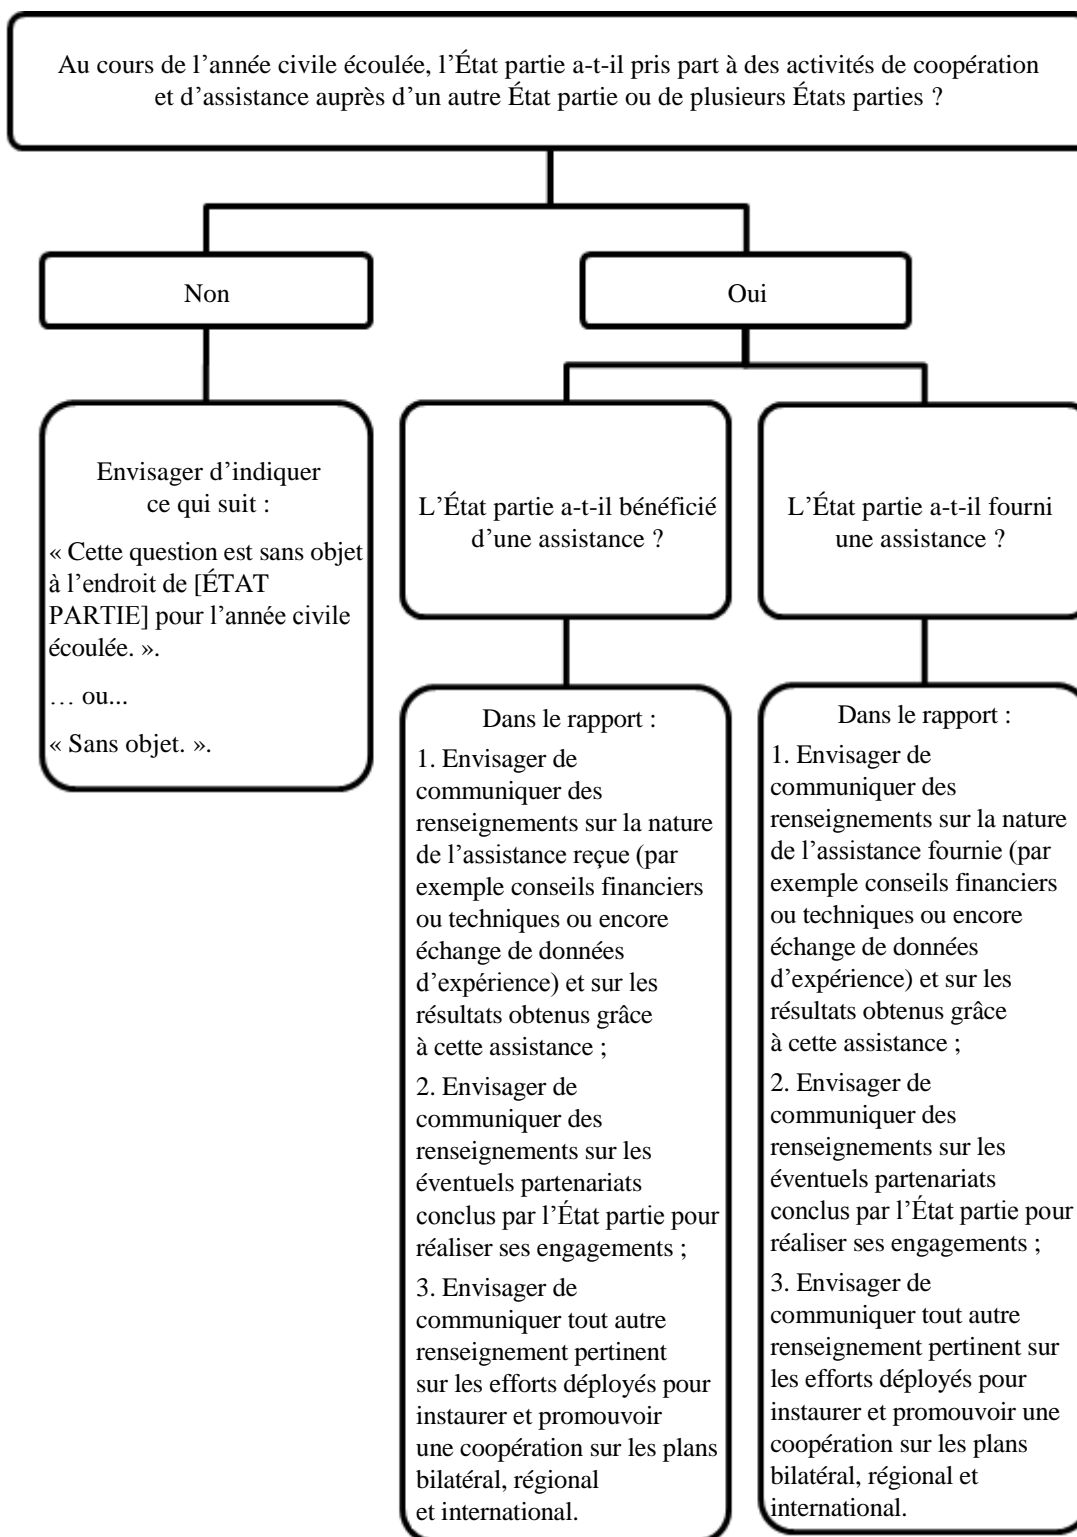 Au cours de l’année civile écoulée, l’État partie a-t-il pris part à des activités de coopération
et d’assistance auprès d’un autre État partie ou de plusieurs États parties ?
Non
Oui
Envisager d’indiquer
ce qui suit :
« Cette question est sans objet
à l’endroit de [ÉTAT
PARTIE] pour l’année civile
écoulée. ».
… ou...
« Sans objet. ».
L’État partie a-t-il bénéficié
d’une assistance ?
L’État partie a-t-il fourni
une assistance ?
Dans le rapport :
1. Envisager de
communiquer des
renseignements sur la nature
de l’assistance reçue (par
exemple conseils financiers
ou techniques ou encore
échange de données
d’expérience) et sur les
résultats obtenus grâce
à cette assistance ;
2. Envisager de
communiquer des
renseignements sur les
éventuels partenariats
conclus par l’État partie pour
réaliser ses engagements ;
3. Envisager de
communiquer tout autre
renseignement pertinent
sur les efforts déployés pour
instaurer et promouvoir
une coopération sur les plans
bilatéral, régional
et international.
Dans le rapport :
1. Envisager de
communiquer des
renseignements sur la nature
de l’assistance fournie (par
exemple conseils financiers
ou techniques ou encore
échange de données
d’expérience) et sur les
résultats obtenus grâce
à cette assistance ;
2. Envisager de
communiquer des
renseignements sur les
éventuels partenariats
conclus par l’État partie pour
réaliser ses engagements ;
3. Envisager de
communiquer tout autre
renseignement pertinent sur
les efforts déployés pour
instaurer et promouvoir une
coopération sur les plans
bilatéral, régional et
international.